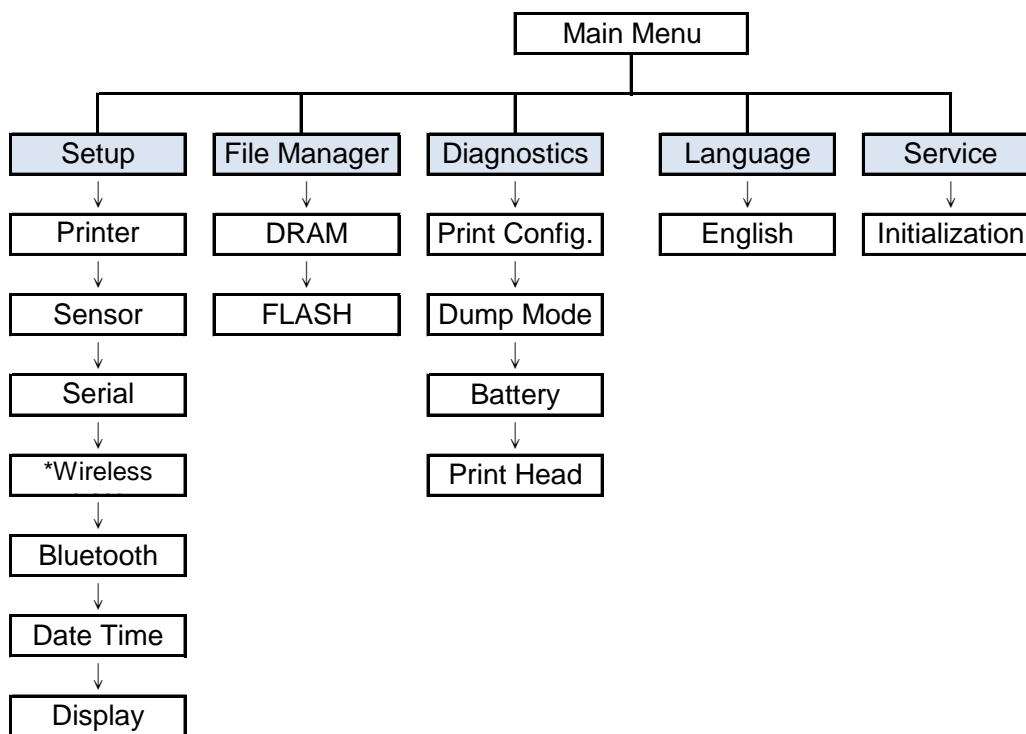 Main Menu
Setup
File Manager
Diagnostics
Language
Service
Printer
DRAM
Print Config.
English
Initialization
Sensor
FLASH
Dump Mode
Serial
Battery
*Wireless
Print Head
Bluetooth
Date Time
Display